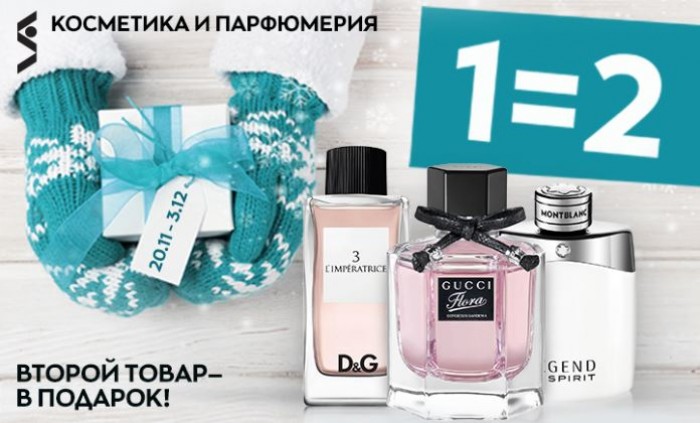 КОСМЕТИКА И ПАРФЮМЕРИЯ
1=2
20.11 - 3.12
3
L'IMPÉRATRICE
D&G
GUCCI
Flora
MONTBLANC
GEND
SPIRIT
ВТОРОЙ ТОВАР–
В ПОДАРОК!